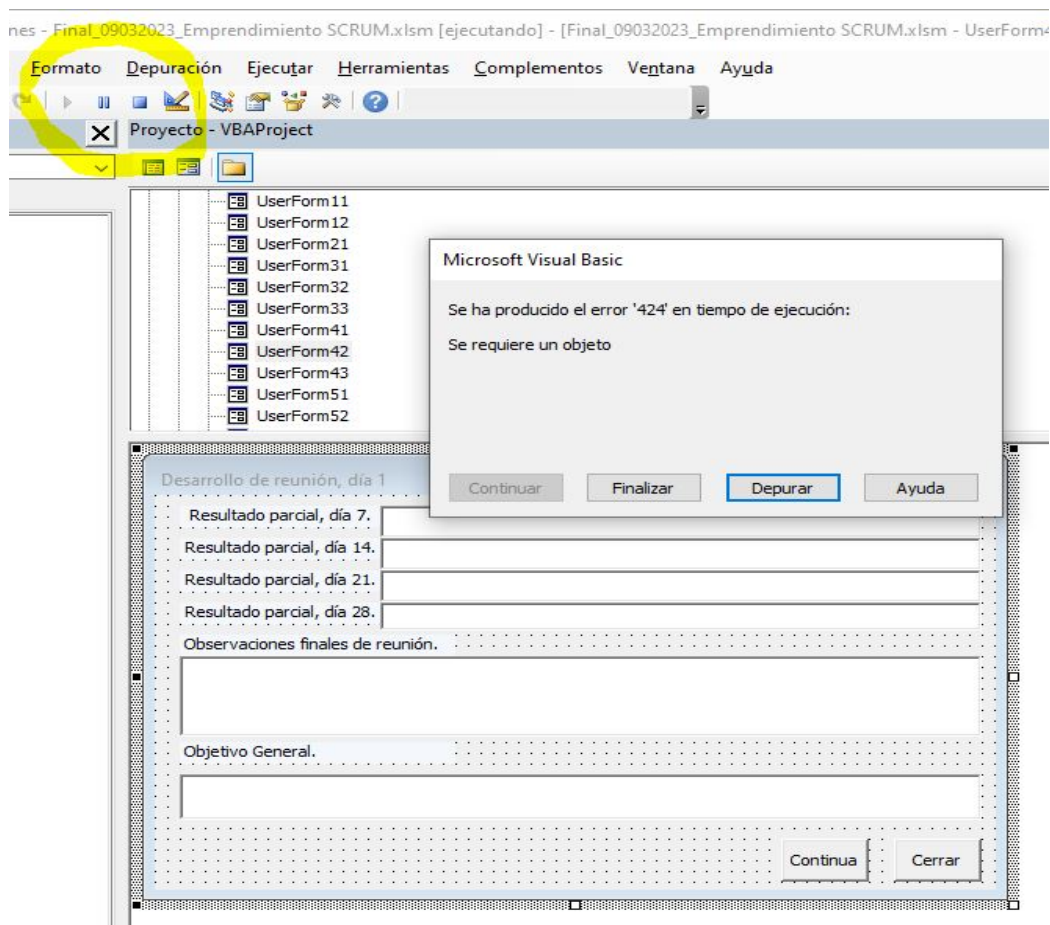 nes - Final_09032023_Emprendimiento SCRUM.xlsm [ejecutando] - [Final_09032023_Emprendimiento SCRUM.xlsm - UserForm4
Formato Depuración Ejecutar Herramientas Complementos Ventana Ayuda
Proyecto - VBAProject
UserForm11
UserForm12
UserForm21
UserForm31
UserForm32
UserForm33
UserForm41
UserForm42
UserForm43
UserForm51
UserForm52
Microsoft Visual Basic
Se ha producido el error '424' en tiempo de ejecución:
Se requiere un objeto
Continuar Finalizar Depurar Ayuda
Desarrollo de reunión, día 1
Resultado parcial, día 7.
Resultado parcial, día 14.
Resultado parcial, día 21.
Resultado parcial, día 28.
Observaciones finales de reunión.
Objetivo General.
Continua Cerrar